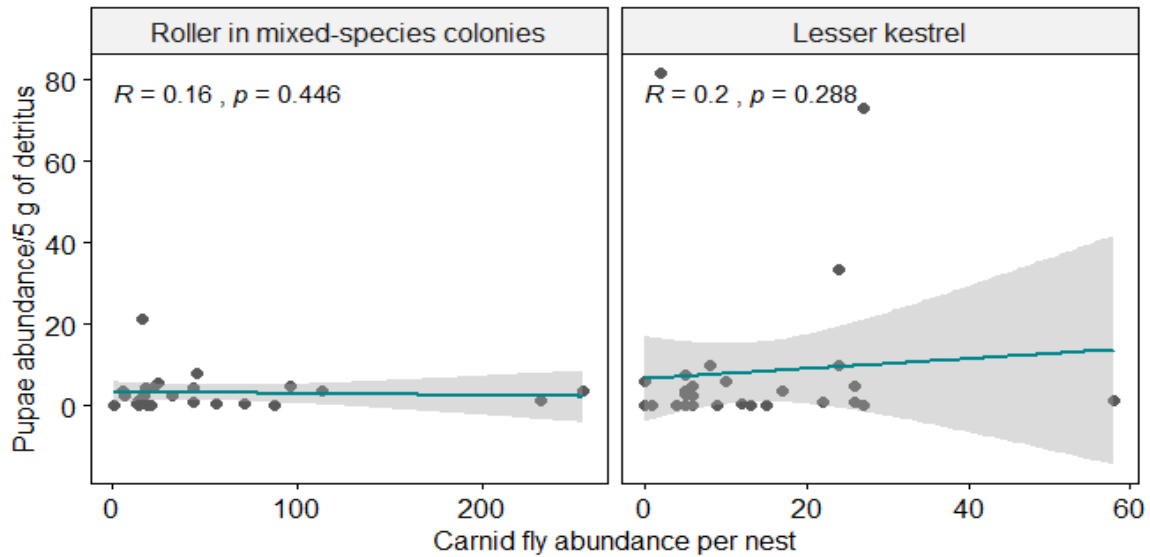 Roller in mixed-species colonies
Lesser kestrel
R = 0.16 , p = 0.446
R = 0.2 , p = 0.288
Pupae abundance/5 g of detritus
80
60
40
20
0
0 100 200
0 20 40 60
Carnid fly abundance per nest